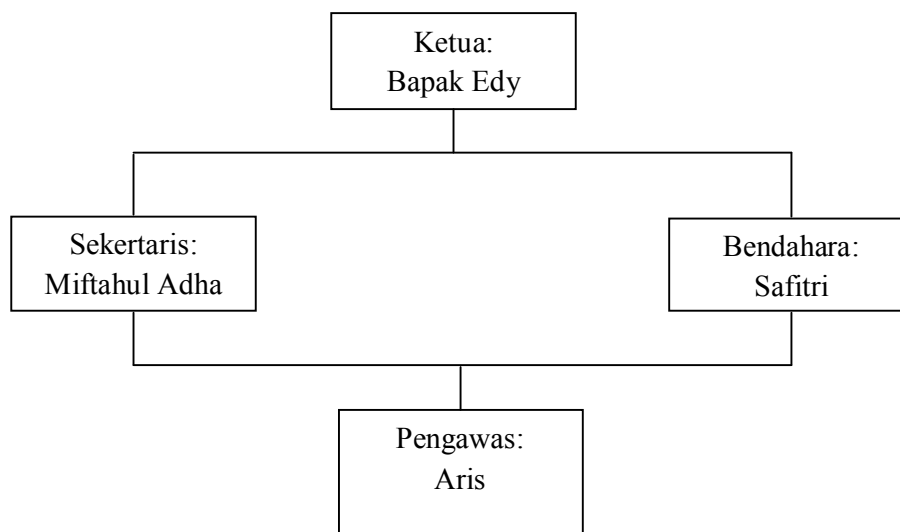 Ketua:
Bapak Edy
Sekertaris:
Miftahul Adha
Bendahara:
Safitri
Pengawas:
Aris